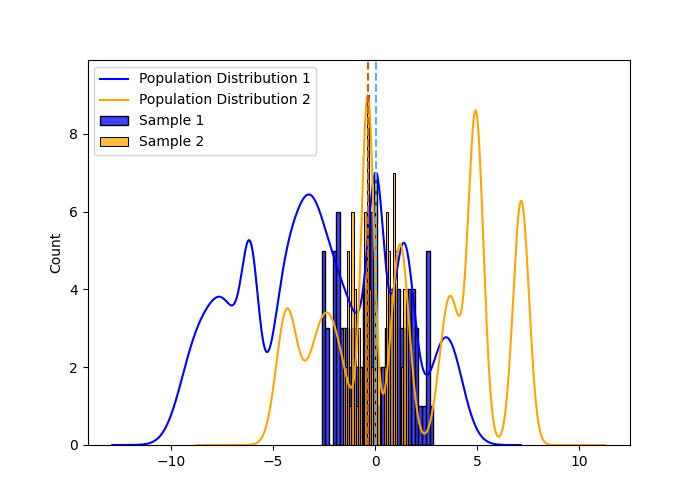 Population Distribution 1
Population Distribution 2
Sample 1
Sample 2
Count
8
6
4
2
0
−10
−5
0
5
10